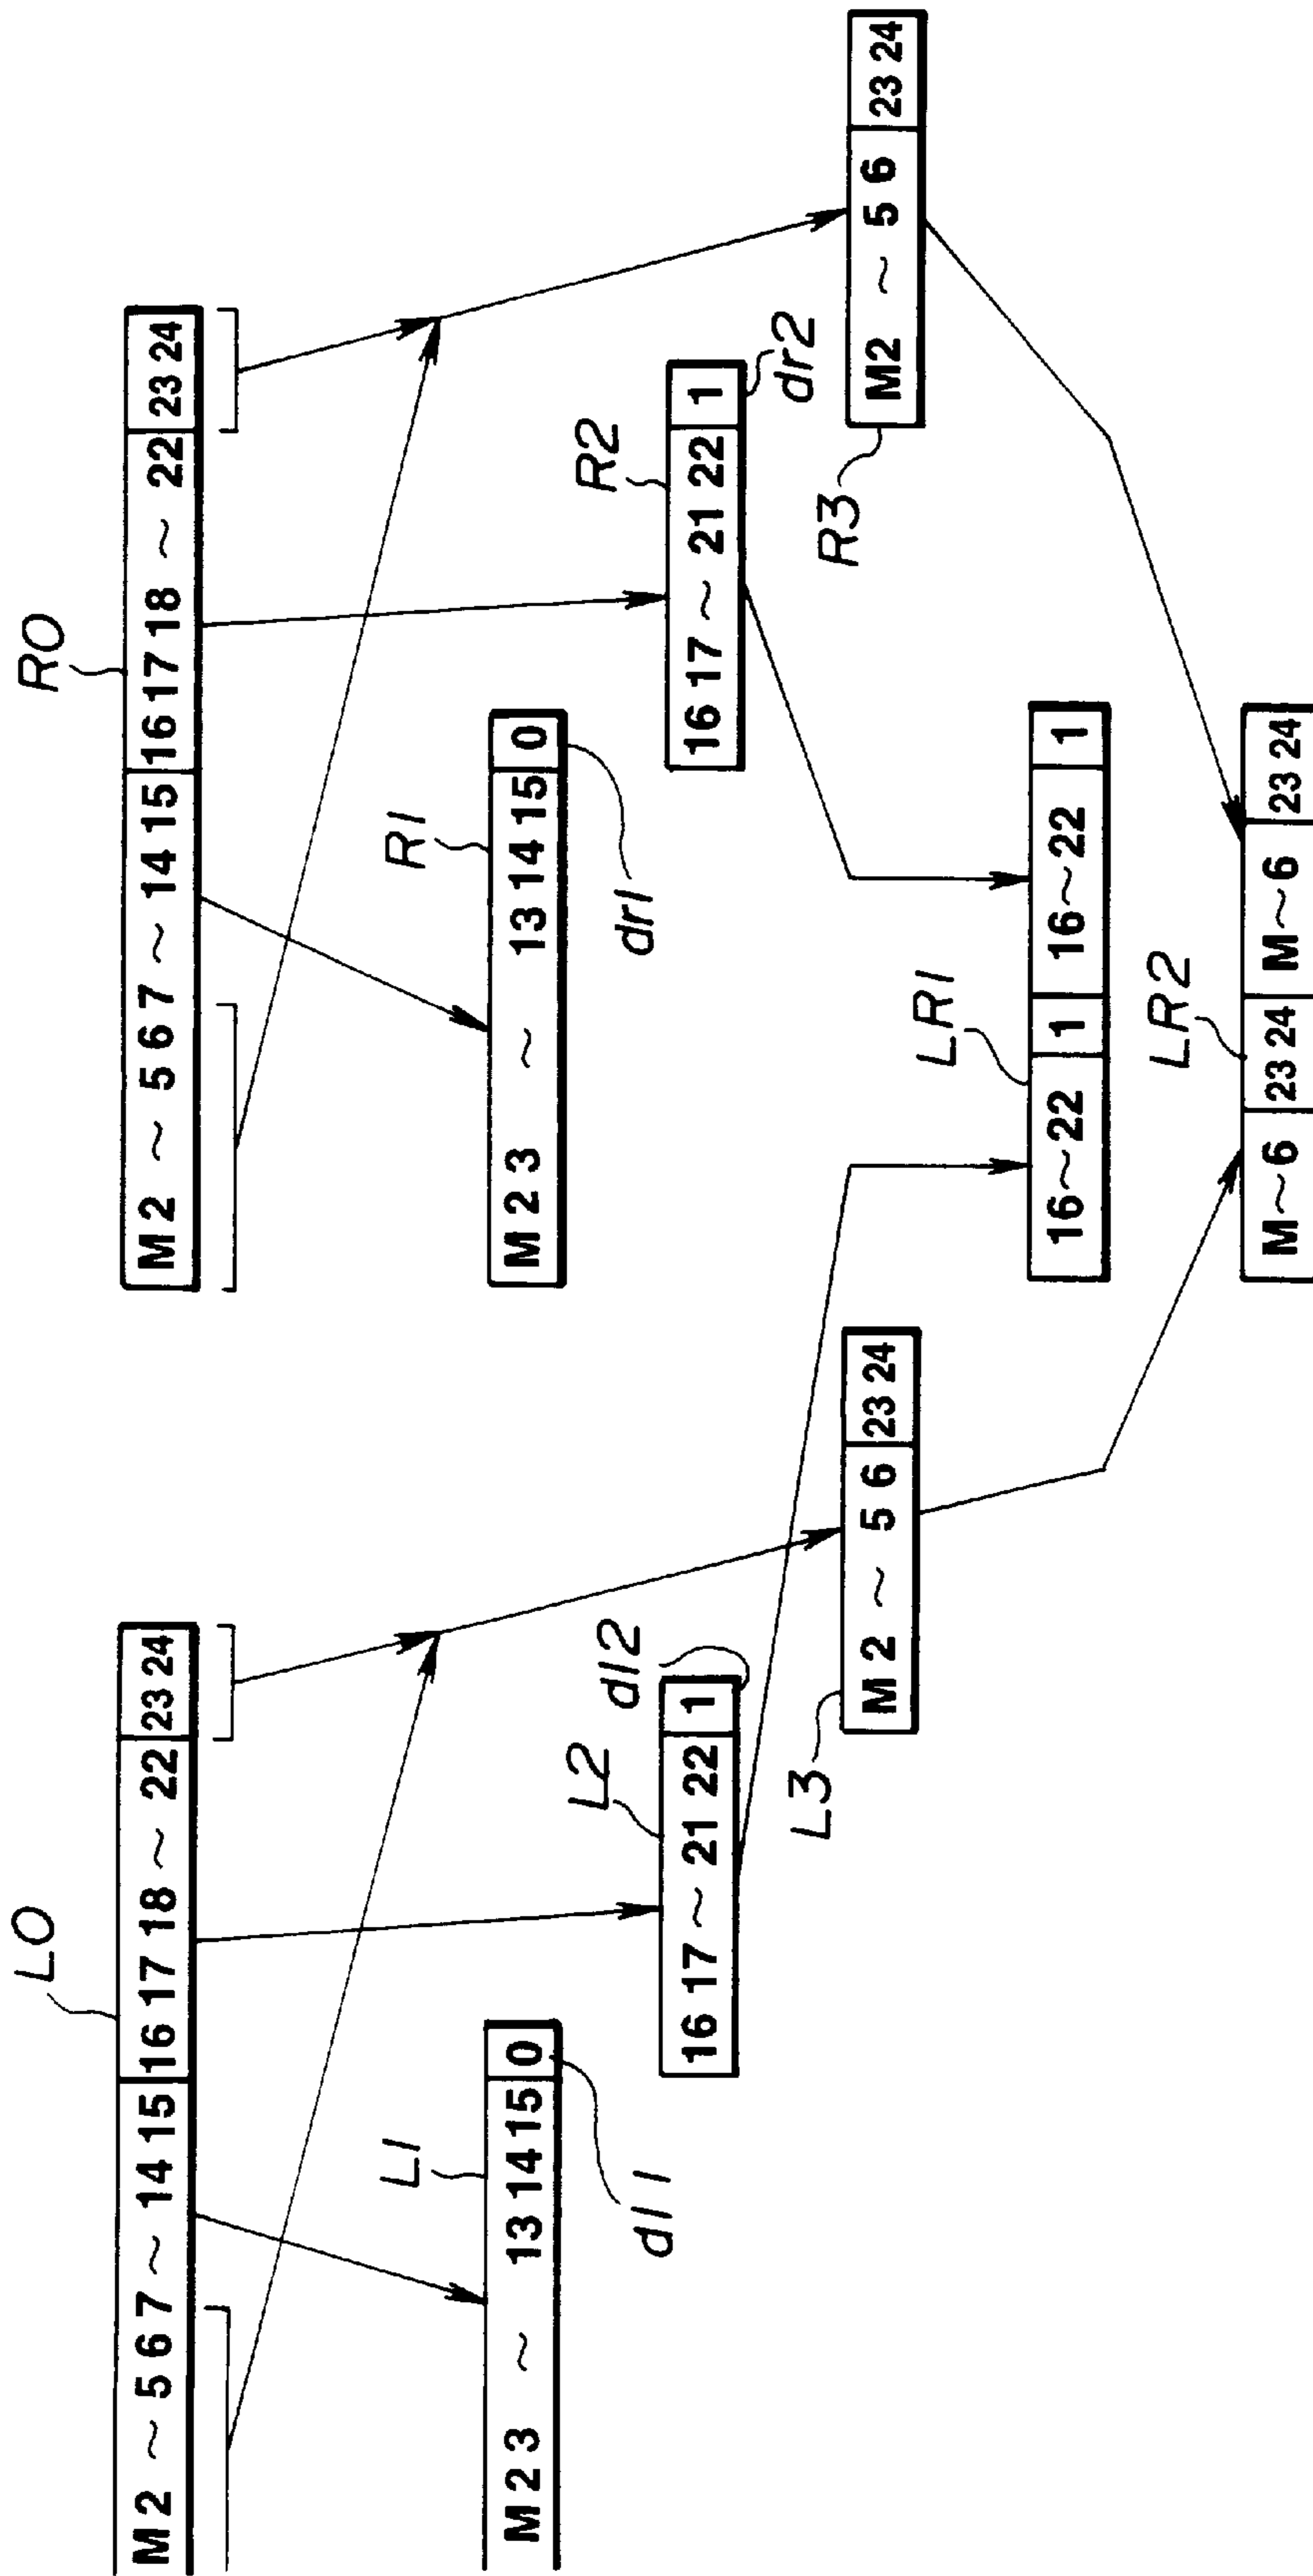 L0
R0
M 2 ~ 5 6 7 ~ 14 15 16 17 18 ~ 22 23 24
M 2 ~ 5 6 7 ~ 14 15 16 17 18 ~ 22 23 24
L1
R1
M 2 3 ~ 13 14 15 0
M 2 3 ~ 13 14 15 0
dl1
dr1
L2
R2
16 17 ~ 21 22 1
16 17 ~ 21 22 1
dl2
dr2
M 2 ~ 5 6 23 24
M2 ~ 5 6 23 24
L3
R3
LR1
16~22 1 16~22 1
LR2
M~6 23 24 M~6 23 24